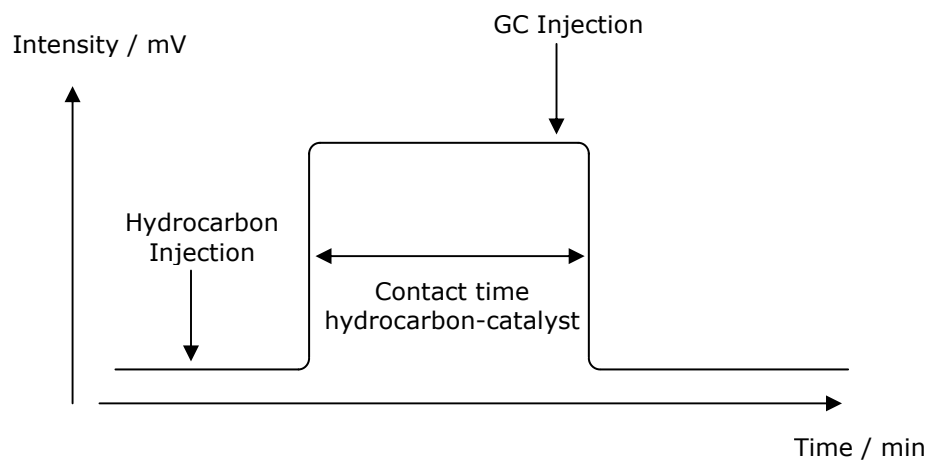 GC Injection
Intensity / mV
Hydrocarbon
Injection
Contact time
hydrocarbon-catalyst
Time / min